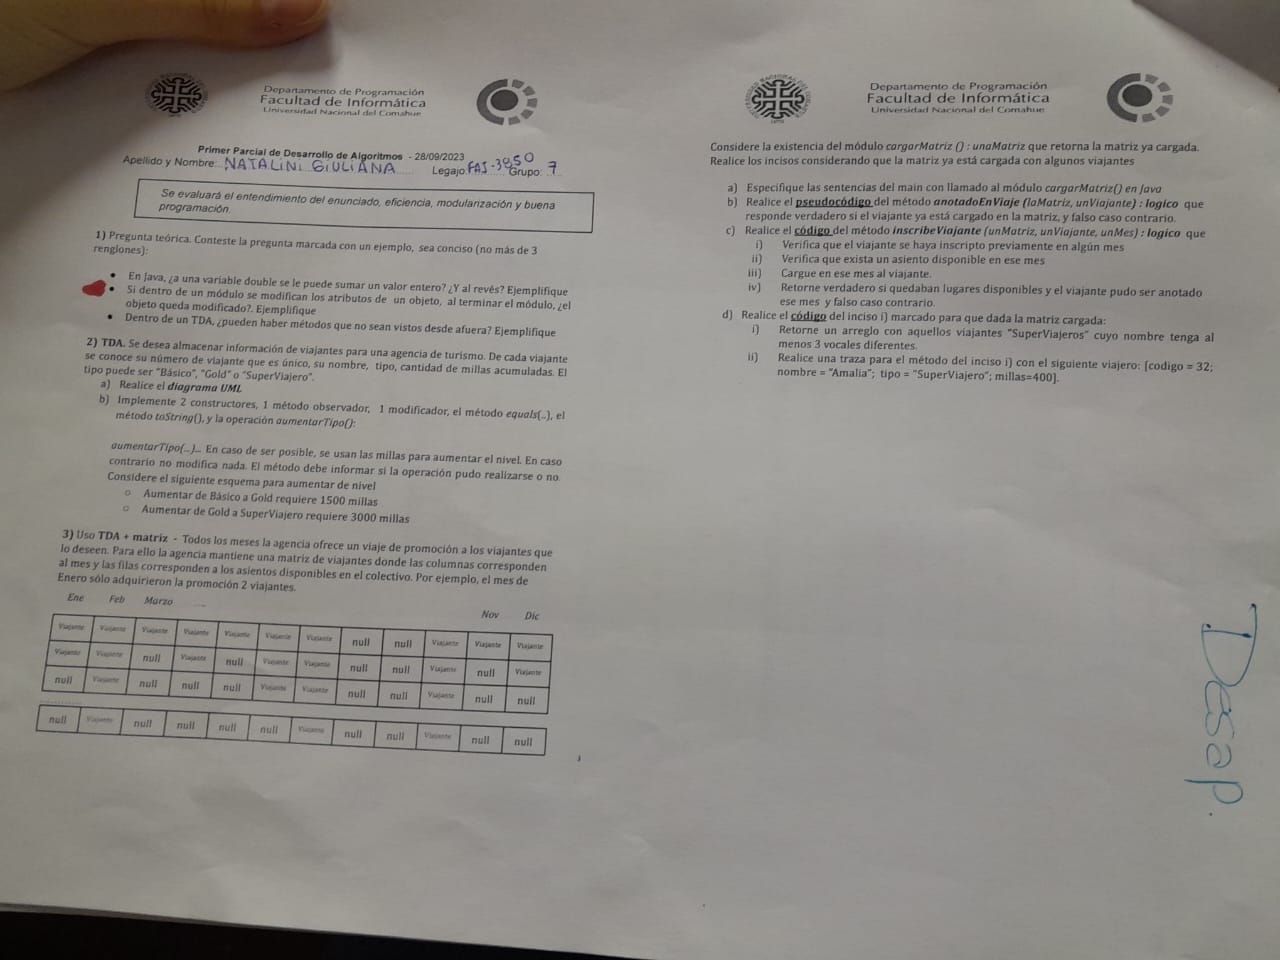 Departamento de Programación
Facultad de Informática
Universidad Nacional del Comahue
Primer Parcial de Desarrollo de Algoritmos - 28/09/2023
Apellido y Nombre: NATALINI GIULIANA Legajo: FAI-3850 Grupo: 7
Se evaluará el entendimiento del enunciado, eficiencia, modularización y buena
programación.
1) Pregunta teórica. Conteste la pregunta marcada con un ejemplo, sea conciso (no más de 3
renglones):
• En Java, ¿a una variable double se le puede sumar un valor entero? ¿Y al revés? Ejemplifique
• Si dentro de un módulo se modifican los atributos de un objeto, al terminar el módulo, ¿el
objeto queda modificado?. Ejemplifique
• Dentro de un TDA, ¿pueden haber métodos que no sean vistos desde afuera? Ejemplifique
2) TDA. Se desea almacenar información de viajantes para una agencia de turismo. De cada viajante
se conoce su número de viajante que es único, su nombre, tipo, cantidad de millas acumuladas. El
tipo puede ser "Básico", "Gold" o "SuperViajero".
a) Realice el diagrama UML
b) Implemente 2 constructores, 1 método observador, 1 modificador, el método equals(..), el
método toString(), y la operación aumentarTipo():
aumentarTipo(...)... En caso de ser posible, se usan las millas para aumentar el nivel. En caso
contrario no modifica nada. El método debe informar si la operación pudo realizarse o no.
Considere el siguiente esquema para aumentar de nivel
○ Aumentar de Básico a Gold requiere 1500 millas
○ Aumentar de Gold a SuperViajero requiere 3000 millas
3) Uso TDA + matriz - Todos los meses la agencia ofrece un viaje de promoción a los viajantes que
lo deseen. Para ello la agencia mantiene una matriz de viajantes donde las columnas corresponden
al mes y las filas corresponden a los asientos disponibles en el colectivo. Por ejemplo, el mes de
Enero sólo adquirieron la promoción 2 viajantes.
Ene Feb Marzo ... Nov Dic
Viajante Viajante Viajante Viajante Viajante Viajante Viajante null null Viajante Viajante Viajante
Viajante Viajante null Viajante null Viajante Viajante null null Viajante null Viajante
null Viajante null null null Viajante Viajante null null Viajante null null
null Viajante null null null null Viajante null null Viajante null null
Departamento de Programación
Facultad de Informática
Universidad Nacional del Comahue
Considere la existencia del módulo cargarMatriz () : unaMatriz que retorna la matriz ya cargada.
Realice los incisos considerando que la matriz ya está cargada con algunos viajantes
a) Especifique las sentencias del main con llamado al módulo cargarMatriz() en Java
b) Realice el pseudocódigo del método anotadoEnViaje (laMatriz, unViajante) : logico que
responde verdadero si el viajante ya está cargado en la matriz, y falso caso contrario.
c) Realice el código del método inscribeViajante (unMatriz, unViajante, unMes) : logico que
i) Verifica que el viajante se haya inscripto previamente en algún mes
ii) Verifica que exista un asiento disponible en ese mes
iii) Cargue en ese mes al viajante.
iv) Retorne verdadero si quedaban lugares disponibles y el viajante pudo ser anotado
ese mes y falso caso contrario.
d) Realice el código del inciso i) marcado para que dada la matriz cargada:
i) Retorne un arreglo con aquellos viajantes "SuperViajeros" cuyo nombre tenga al
menos 3 vocales diferentes.
ii) Realice una traza para el método del inciso i) con el siguiente viajero: [codigo = 32;
nombre = "Amalia"; tipo = "SuperViajero"; millas=400].
Desap.